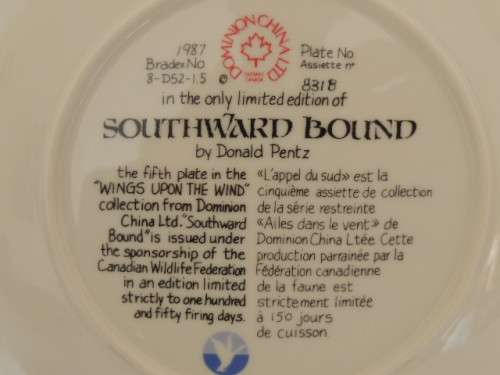 1987
BradexNo
8-D52-1.5 ©
DOMINION CHINA LTD
Plate No
Assiette nº
831B
in the only limited edition of
SOUTHWARD BOUND
by Donald Pentz
the fifth plate in the
"WINGS UPON THE WIND"
collection from Dominion
China Ltd. "Southward
Bound" is issued under
the sponsorship of the
Canadian Wildlife Federation
in an edition limited
strictly to one hundred
and fifty firing days.
«L'appel du sud» est la
cinquième assiette de collection
de la série restreinte
«Ailes dans le vent» de
Dominion China Ltée. Cette
production parrainée par la
Fédération canadienne
de la faune est
strictement limitée
à 150 jours
de cuisson.